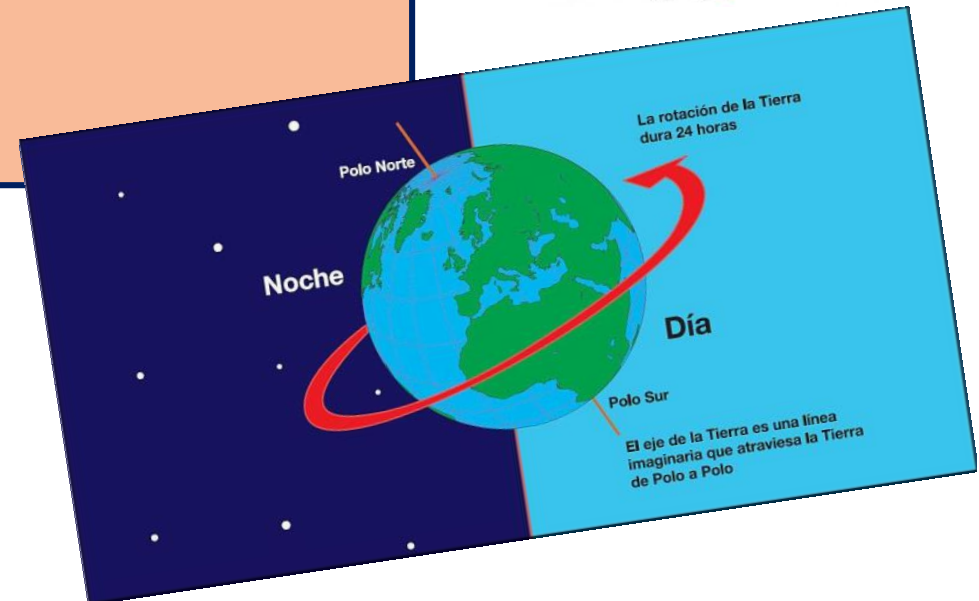 La rotación de la Tierra
dura 24 horas
Polo Norte
Noche
Día
Polo Sur
El eje de la Tierra es una línea
imaginaria que atraviesa la Tierra
de Polo a Polo